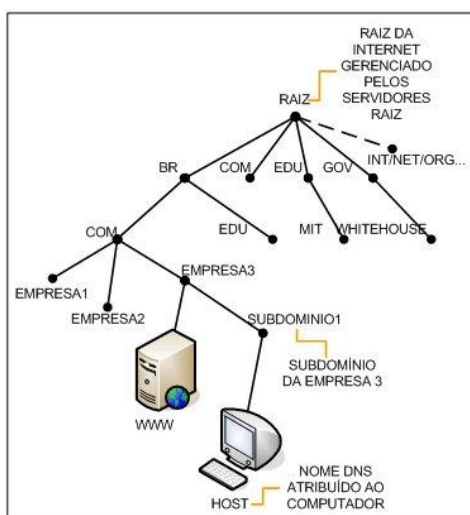 RAIZ DA
INTERNET
GERENCIADO
PELOS
SERVIDORES
RAIZ
RAIZ
INT/NET/ORG...
BR
COM
EDU
GOV
COM
EDU
MIT
WHITEHOUSE
EMPRESA1
EMPRESA2
EMPRESA3
SUBDOMINIO1
SUBDOMÍNIO
DA EMPRESA 3
WWW
NOME DNS
ATRIBUÍDO AO
COMPUTADOR
HOST